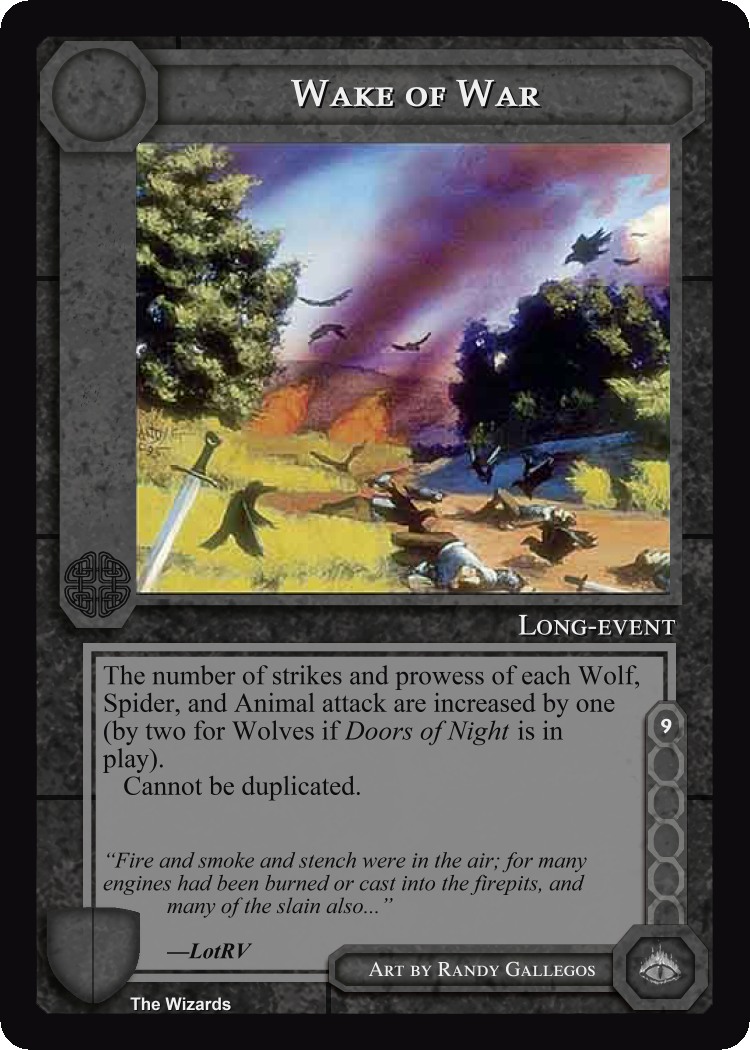 WAKE OF WAR
LONG-EVENT
The number of strikes and prowess of each Wolf,
Spider, and Animal attack are increased by one
(by two for Wolves if Doors of Night is in
play).
Cannot be duplicated.
9
“Fire and smoke and stench were in the air; for many
engines had been burned or cast into the firepits, and
many of the slain also...”
—LotRV
ART BY RANDY GALLEGOS
The Wizards